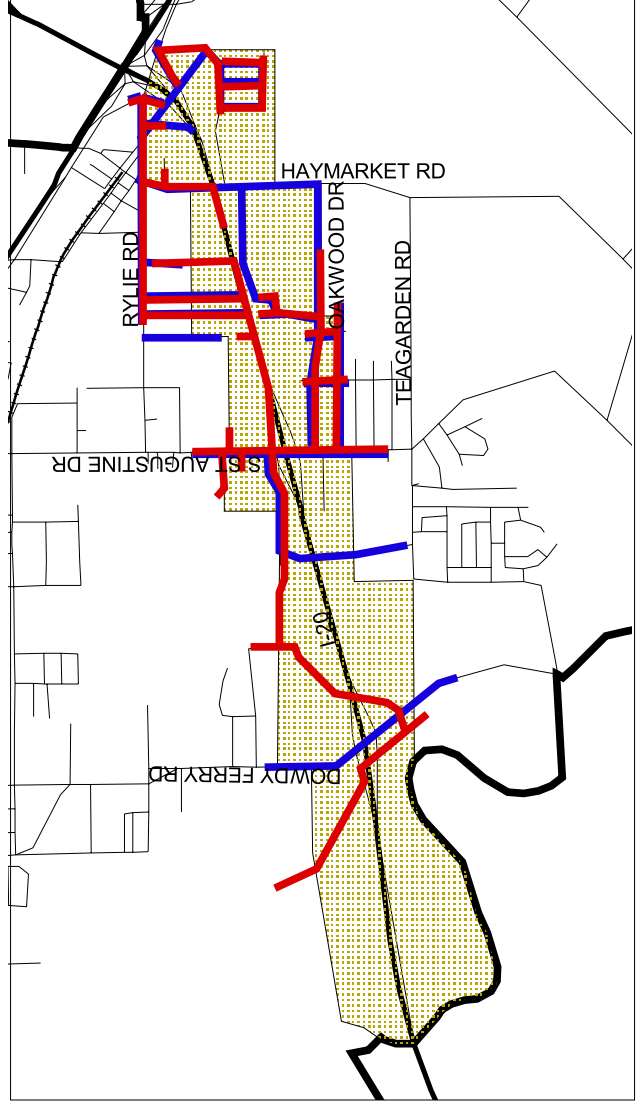 HAYMARKET RD
OAKWOOD DR
RYLIE RD
TEAGARDEN RD
S ST AUGUSTINE DR
I-20
DOWDY FERRY RD